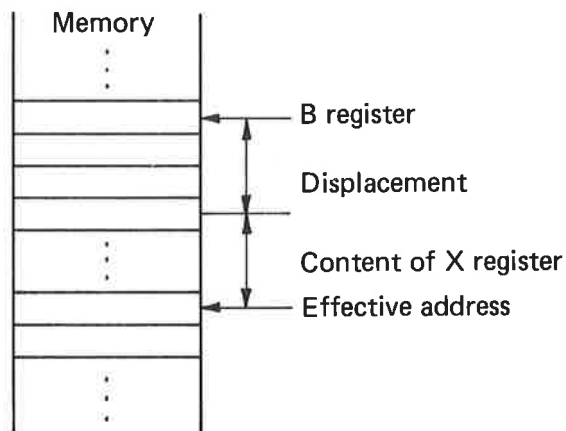 Memory
B register
Displacement
Content of X register
Effective address